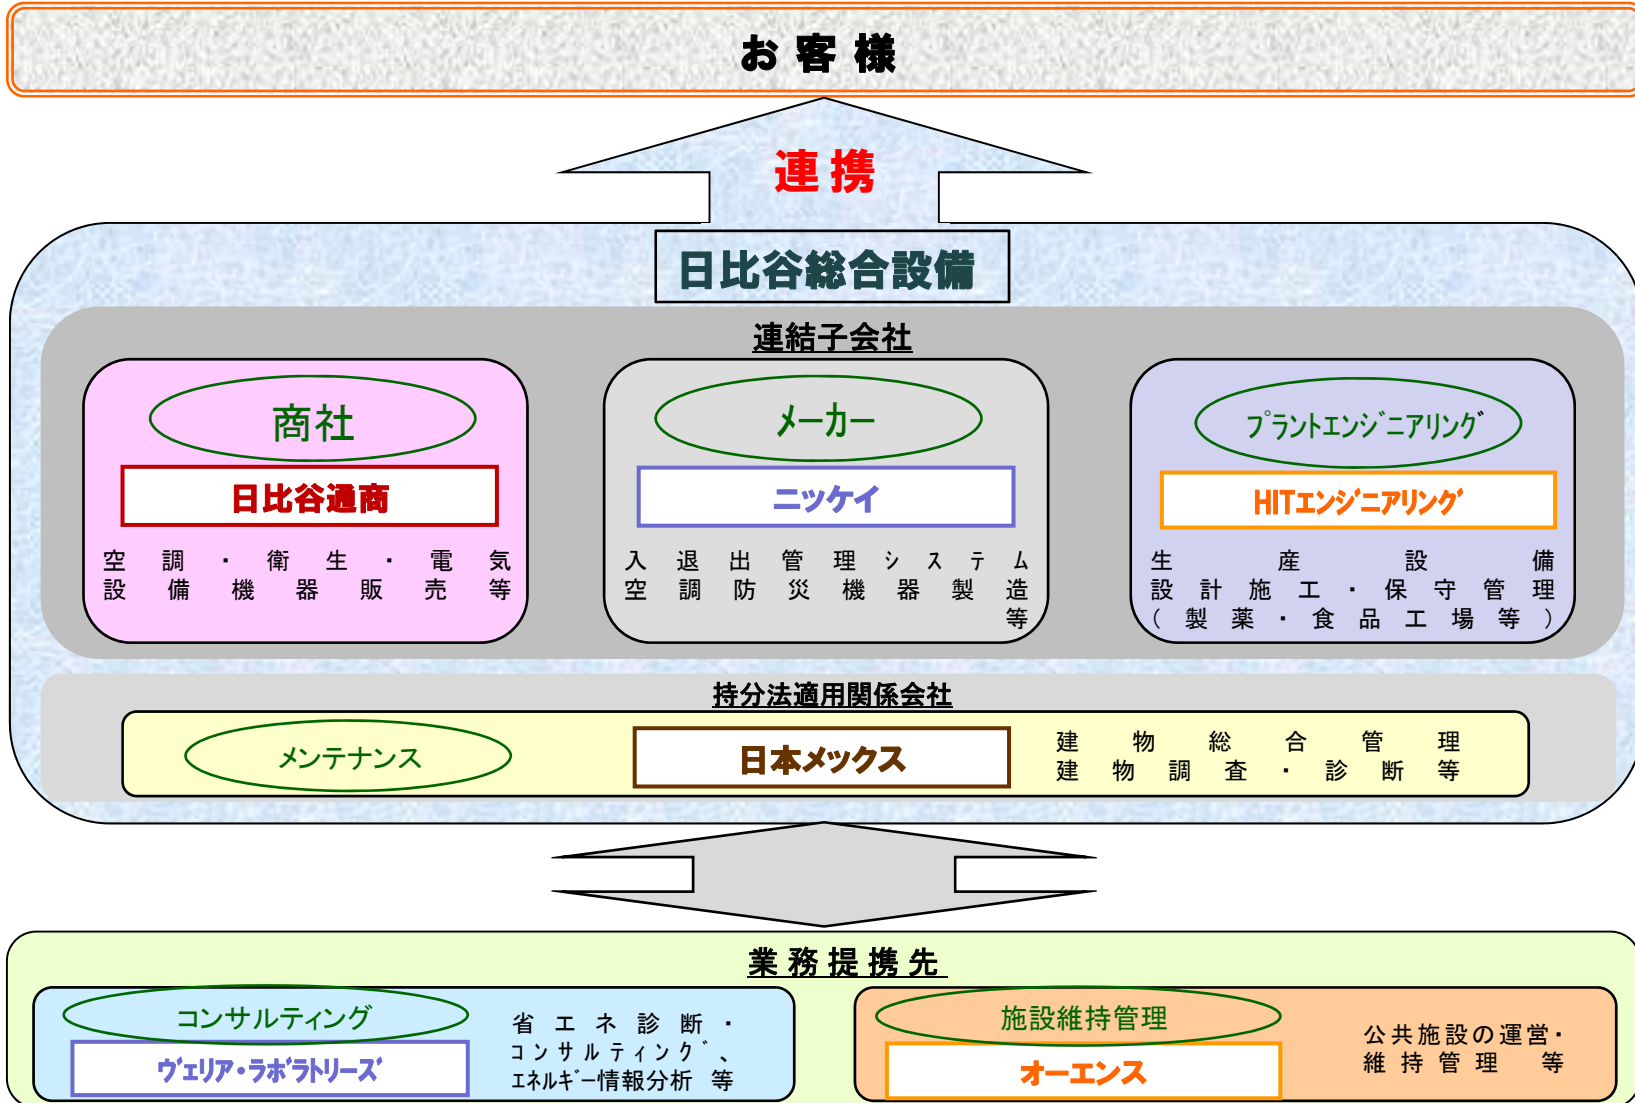 お客様
連携
日比谷総合設備
連結子会社
商社
日比谷通商
空調・衛生・電気
設備機器販売等
メーカー
ニッケイ
入退出管理システム
空調防災機器製造
等
プラントエンジニアリング
HITエンジニアリング
生産設備
設計施工・保守管理
(製薬・食品工場等)
持分法適用関係会社
メンテナンス
日本メックス
建物総合管理
建物調査・診断等
業務提携先
コンサルティング
ヴェリア・ラボラトリーズ
省エネ診断・
コンサルティング、
エネルギー情報分析 等
施設維持管理
オーエンス
公共施設の運営・
維持管理 等